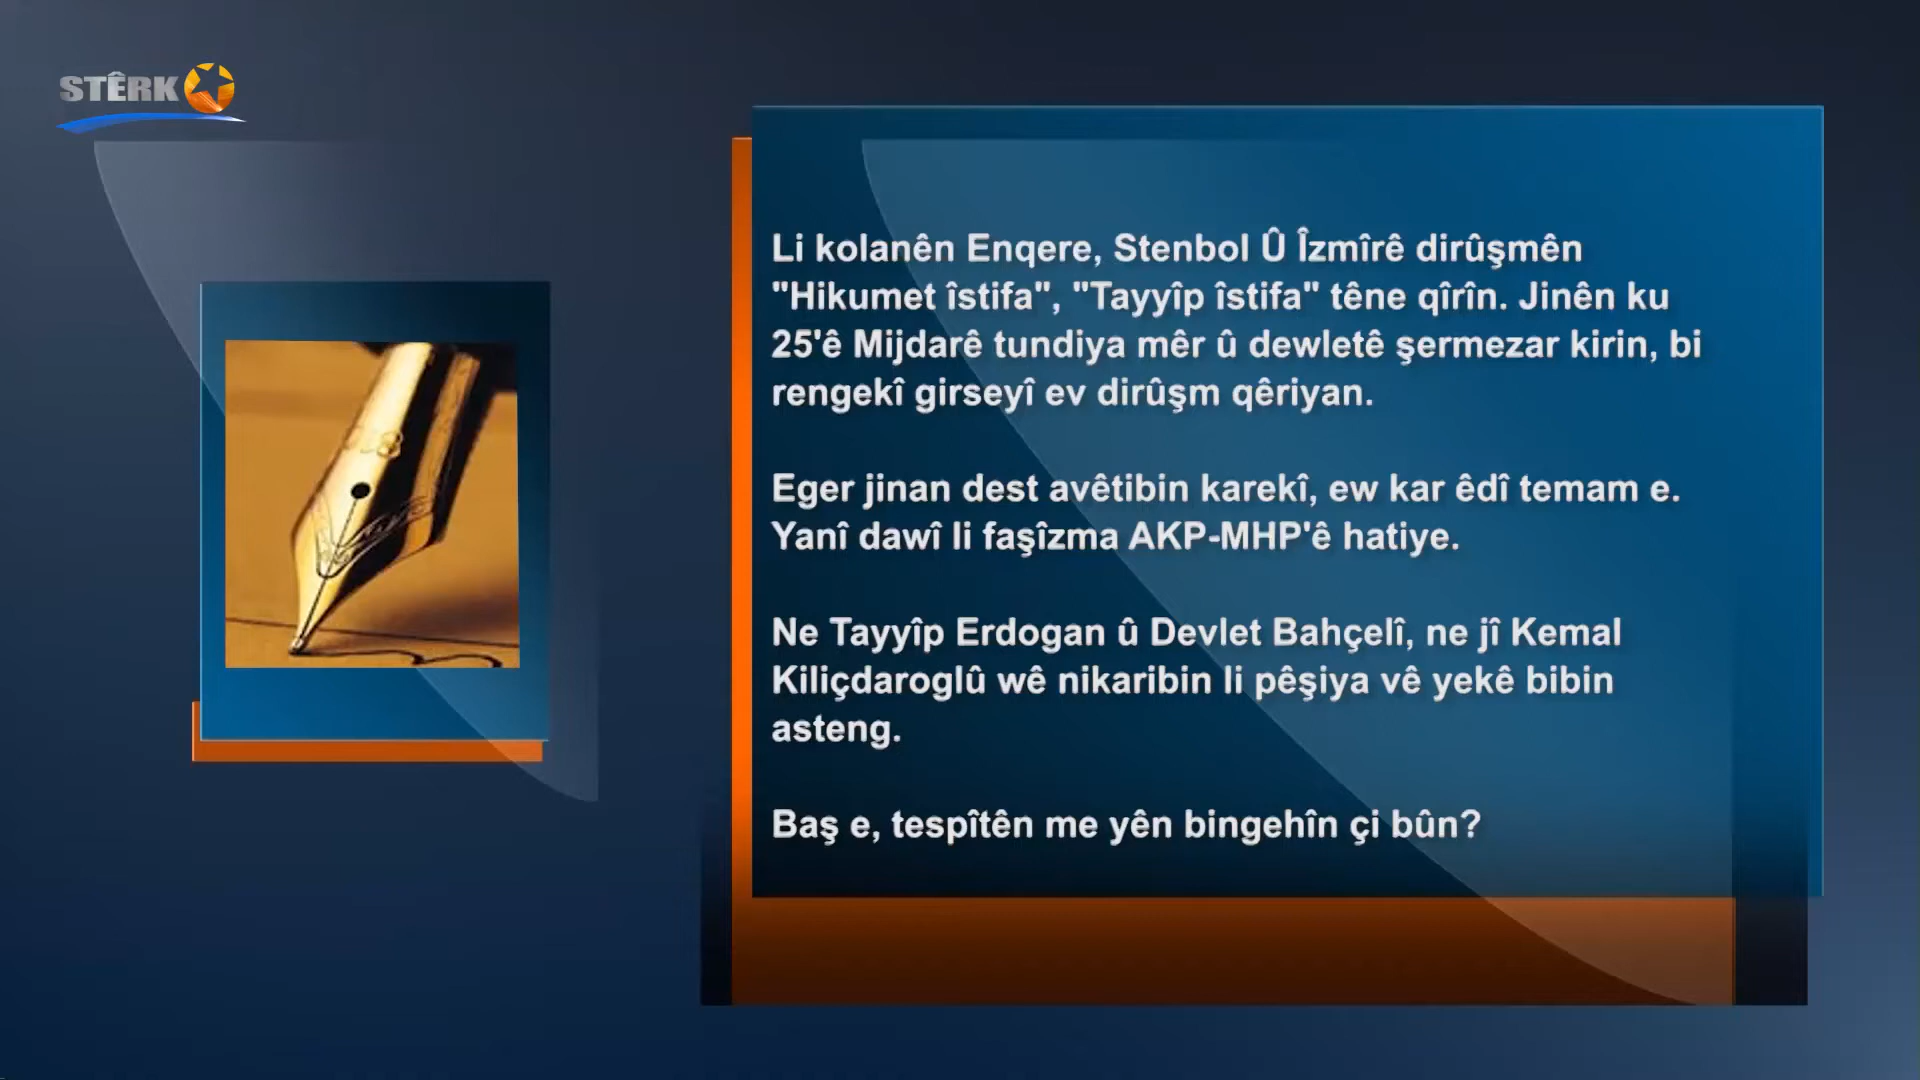 STÊRK
Li kolanên Enqere, Stenbol Û Îzmîrê dirûşmên
"Hikumet îstifa", "Tayyîp îstifa" têne qîrîn. Jinên ku
25'ê Mijdarê tundiya mêr û dewletê şermezar kirin, bi
rengekî girseyî ev dirûşm qêriyan.
Eger jinan dest avêtibin karekî, ew kar êdî temam e.
Yanî dawî li faşîzma AKP-MHP'ê hatiye.
Ne Tayyîp Erdogan û Devlet Bahçelî, ne jî Kemal
Kiliçdaroglû wê nikaribin li pêşiya vê yekê bibin
asteng.
Baş e, tespîtên me yên bingehîn çi bûn?